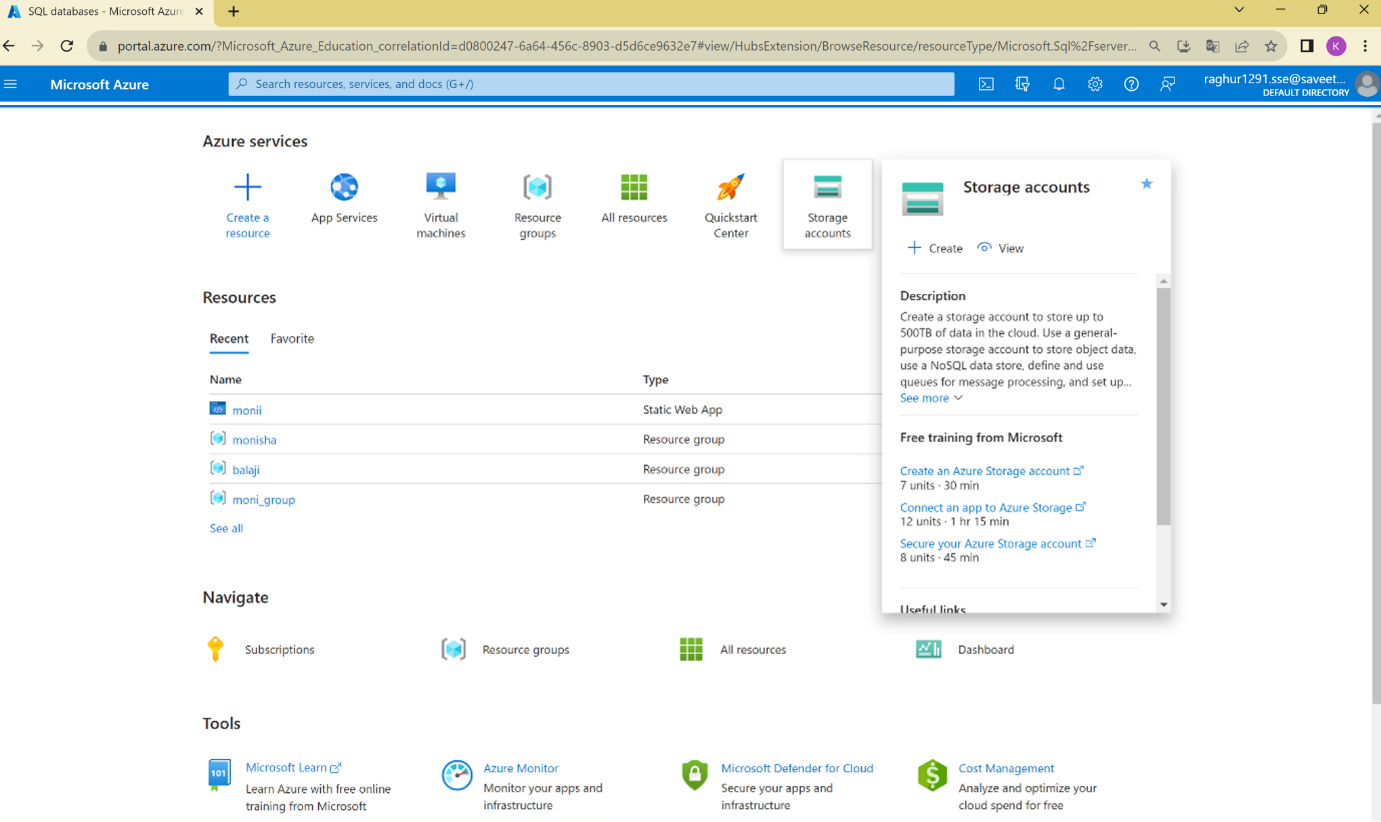 SQL databases - Microsoft Azure
portal.azure.com/?Microsoft_Azure_Education_correlationId=d0800247-6a64-456c-8903-d5d6ce9632e7#view/HubsExtension/BrowseResource/resourceType/Microsoft.Sql%2Fserver...
K
Microsoft Azure
Search resources, services, and docs (G+/)
raghur1291.sse@saveet...
DEFAULT DIRECTORY
Azure services
Create a
resource
App Services
Virtual
machines
Resource
groups
All resources
Quickstart
Center
Storage
accounts
Storage accounts
Create
View
Description
Create a storage account to store up to
500TB of data in the cloud. Use a general-
purpose storage account to store object data,
use a NoSQL data store, define and use
queues for message processing, and set up...
See more
Free training from Microsoft
Create an Azure Storage account
7 units · 30 min
Connect an app to Azure Storage
12 units · 1 hr 15 min
Secure your Azure Storage account
8 units · 45 min
Useful links
Resources
Recent Favorite
Name Type
monii Static Web App
monisha Resource group
balaji Resource group
moni_group Resource group
See all
Navigate
Subscriptions
Resource groups
All resources
Dashboard
Tools
101
Microsoft Learn
Learn Azure with free online
training from Microsoft
Azure Monitor
Monitor your apps and
infrastructure
Microsoft Defender for Cloud
Secure your apps and
infrastructure
Cost Management
Analyze and optimize your
cloud spend for free